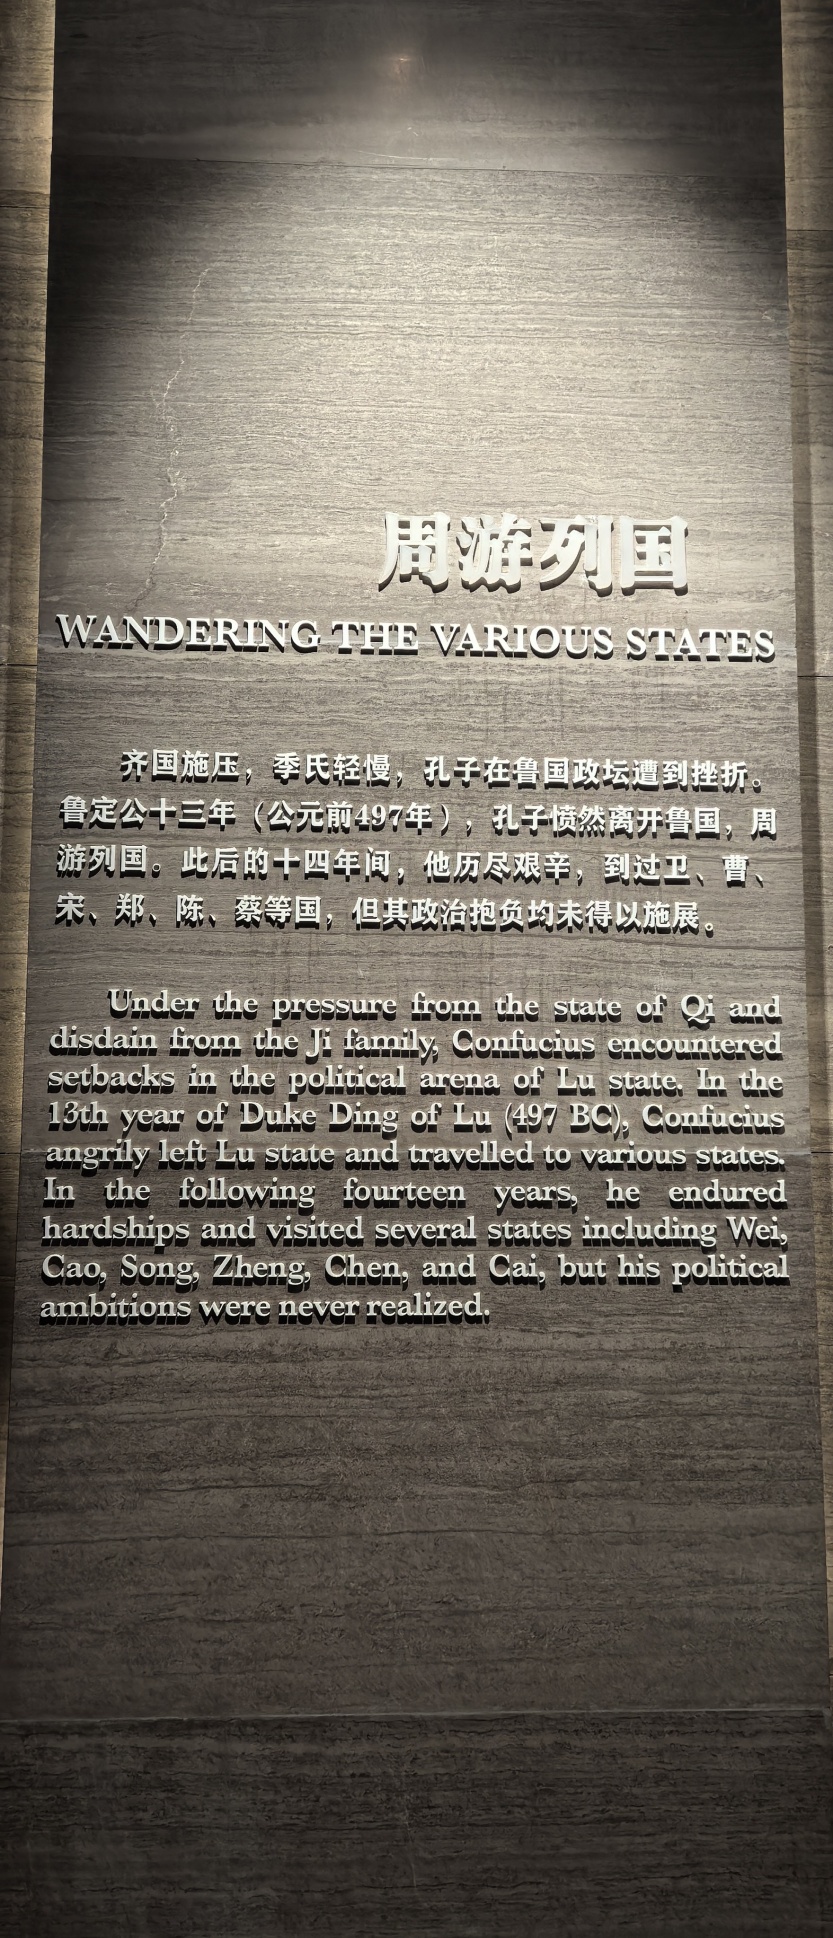 周游列国
WANDERING THE VARIOUS STATES
齐国施压，季氏轻慢，孔子在鲁国政坛遭到挫折。
鲁定公十三年（公元前497年），孔子愤然离开鲁国，周
游列国。此后的十四年间，他历尽艰辛，到过卫、曹、
宋、郑、陈、蔡等国，但其政治抱负均未得以施展。
Under the pressure from the state of Qi and
disdain from the Ji family, Confucius encountered
setbacks in the political arena of Lu state. In the
13th year of Duke Ding of Lu (497 BC), Confucius
angrily left Lu state and travelled to various states.
In the following fourteen years, he endured
hardships and visited several states including Wei,
Cao, Song, Zheng, Chen, and Cai, but his political
ambitions were never realized.